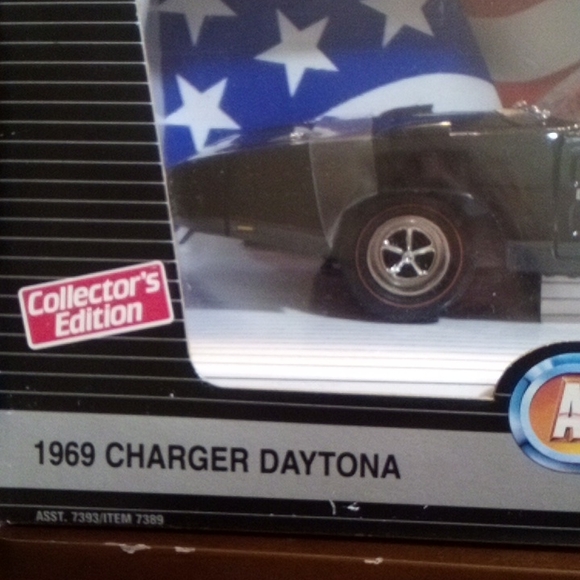 Collector's
Edition
A
1969 CHARGER DAYTONA
ASST. 7393/ITEM 7389